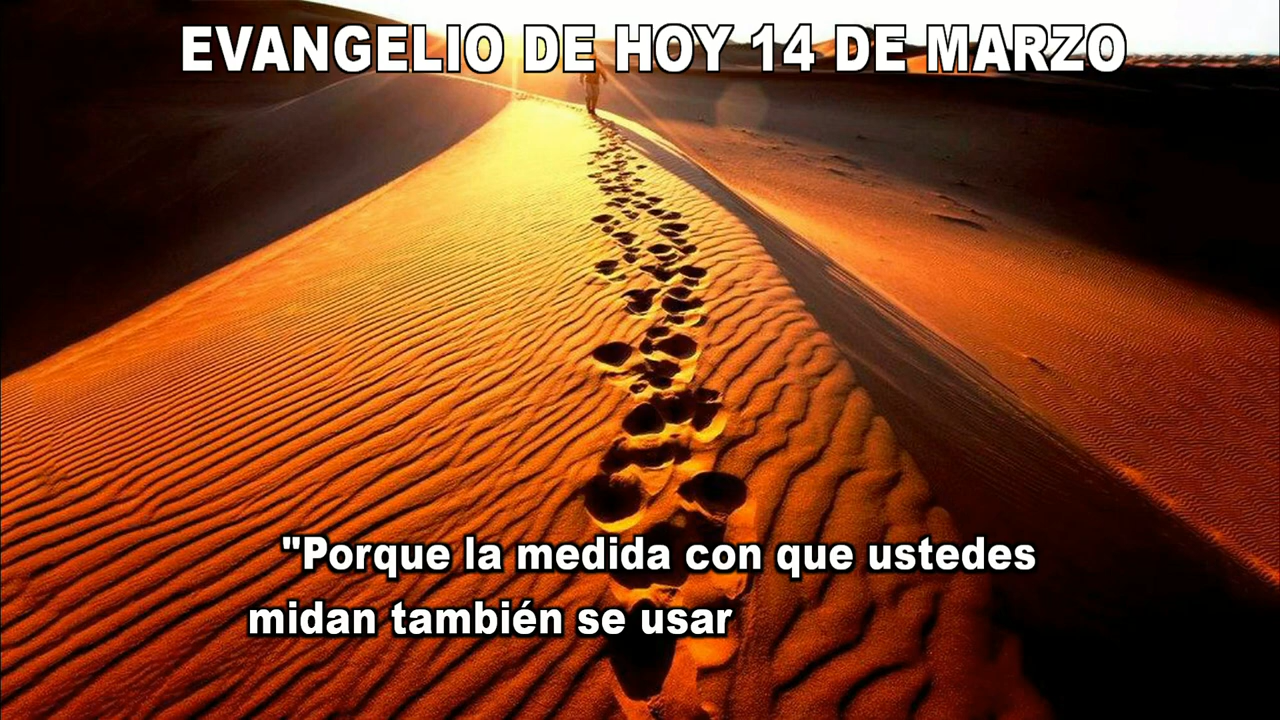 EVANGELIO DE HOY 14 DE MARZO
"Porque la medida con que ustedes
midan también se usar